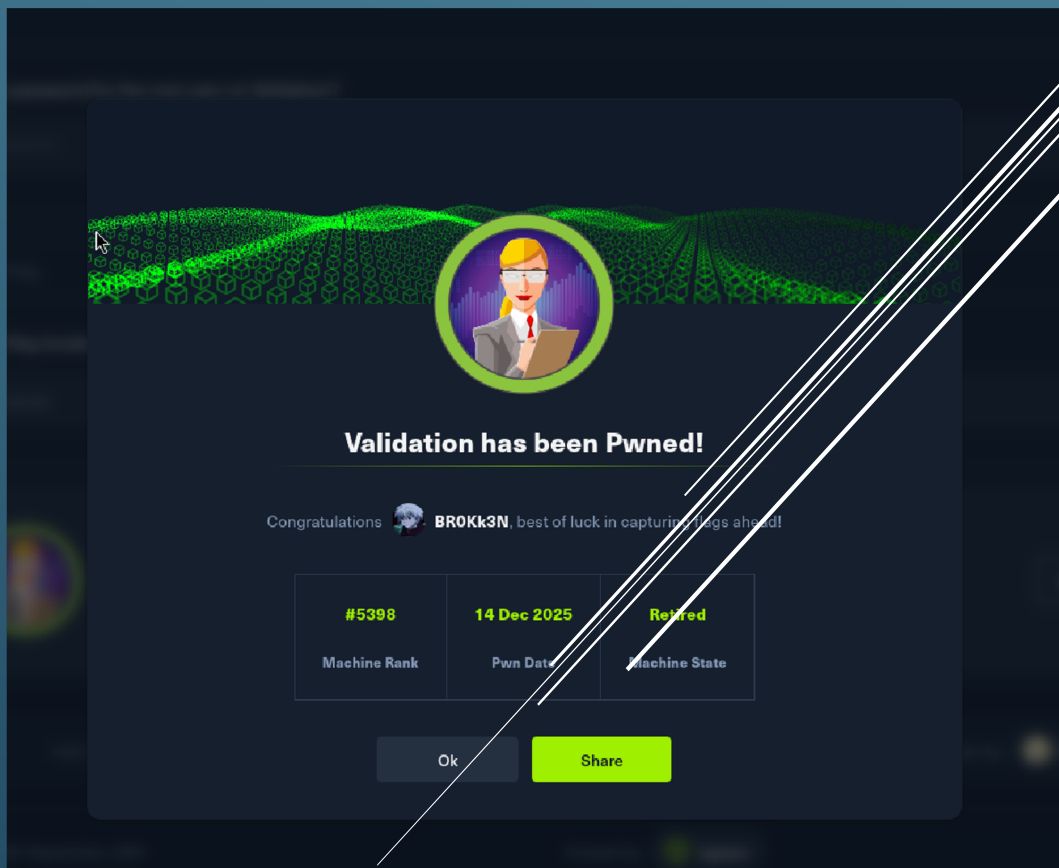 Validation has been Pwned!
Congratulations BR0Kk3N, best of luck in capturing flags ahead!
#5398 14 Dec 2025 Retired
Machine Rank Pwn Date Machine State
Ok Share